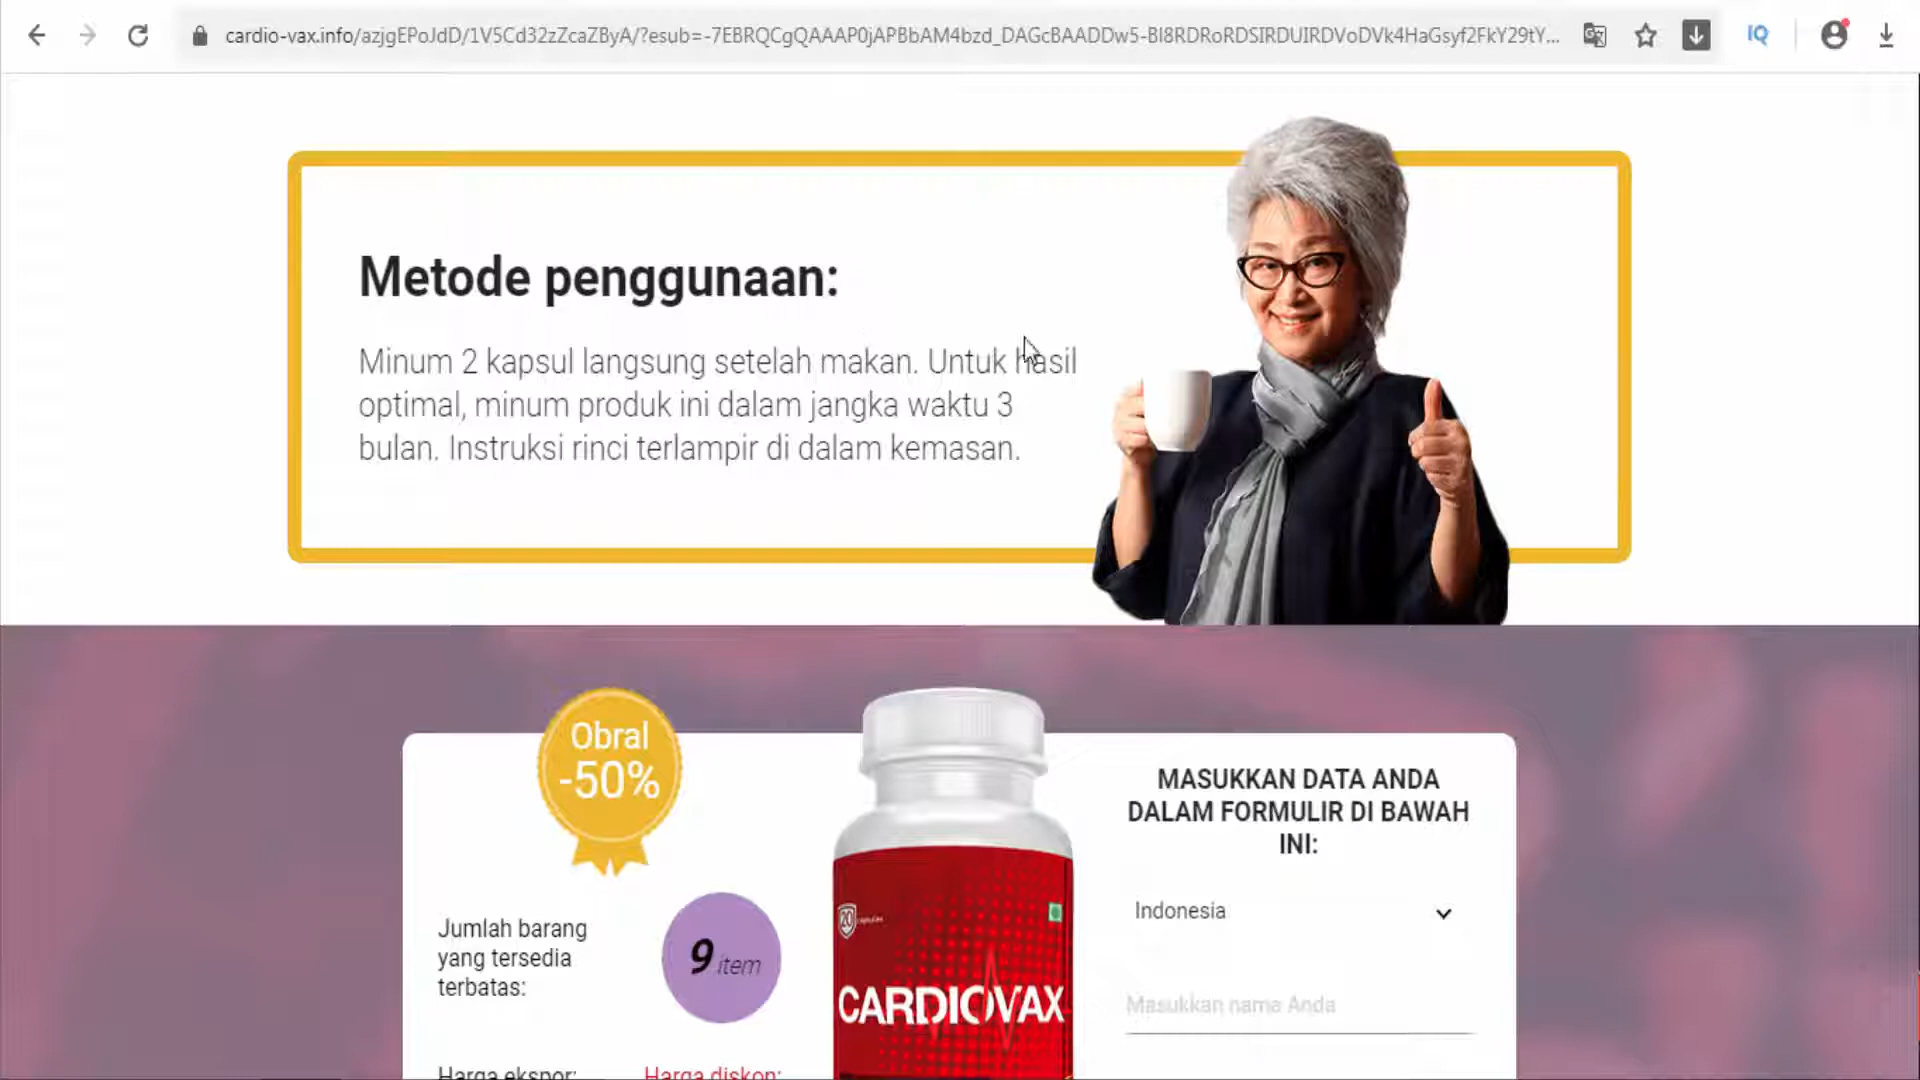 cardio-vax.info/azjgEPoJdD/1V5Cd32zZcaZByA/?esub=-7EBRQCgQAAAP0jAPBbAM4bzd_DAGcBAADDw5-BI8RDRoRDSIRDUIRDVoDVk4HaGsyf2FkY29tY...
IQ
Metode penggunaan:
Minum 2 kapsul langsung setelah makan. Untuk hasil
optimal, minum produk ini dalam jangka waktu 3
bulan. Instruksi rinci terlampir di dalam kemasan.
Obral
-50%
Jumlah barang
yang tersedia
terbatas:
9 item
Harga ekspor:
Harga diskon:
20
CARDIOVAX
MASUKKAN DATA ANDA
DALAM FORMULIR DI BAWAH
INI:
Indonesia
Masukkan nama Anda